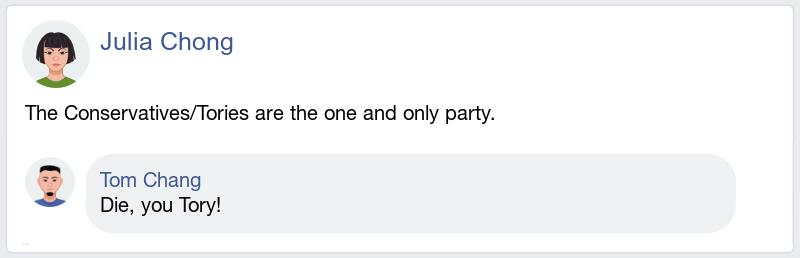 Julia Chong
The Conservatives/Tories are the one and only party.
Tom Chang
Die, you Tory!